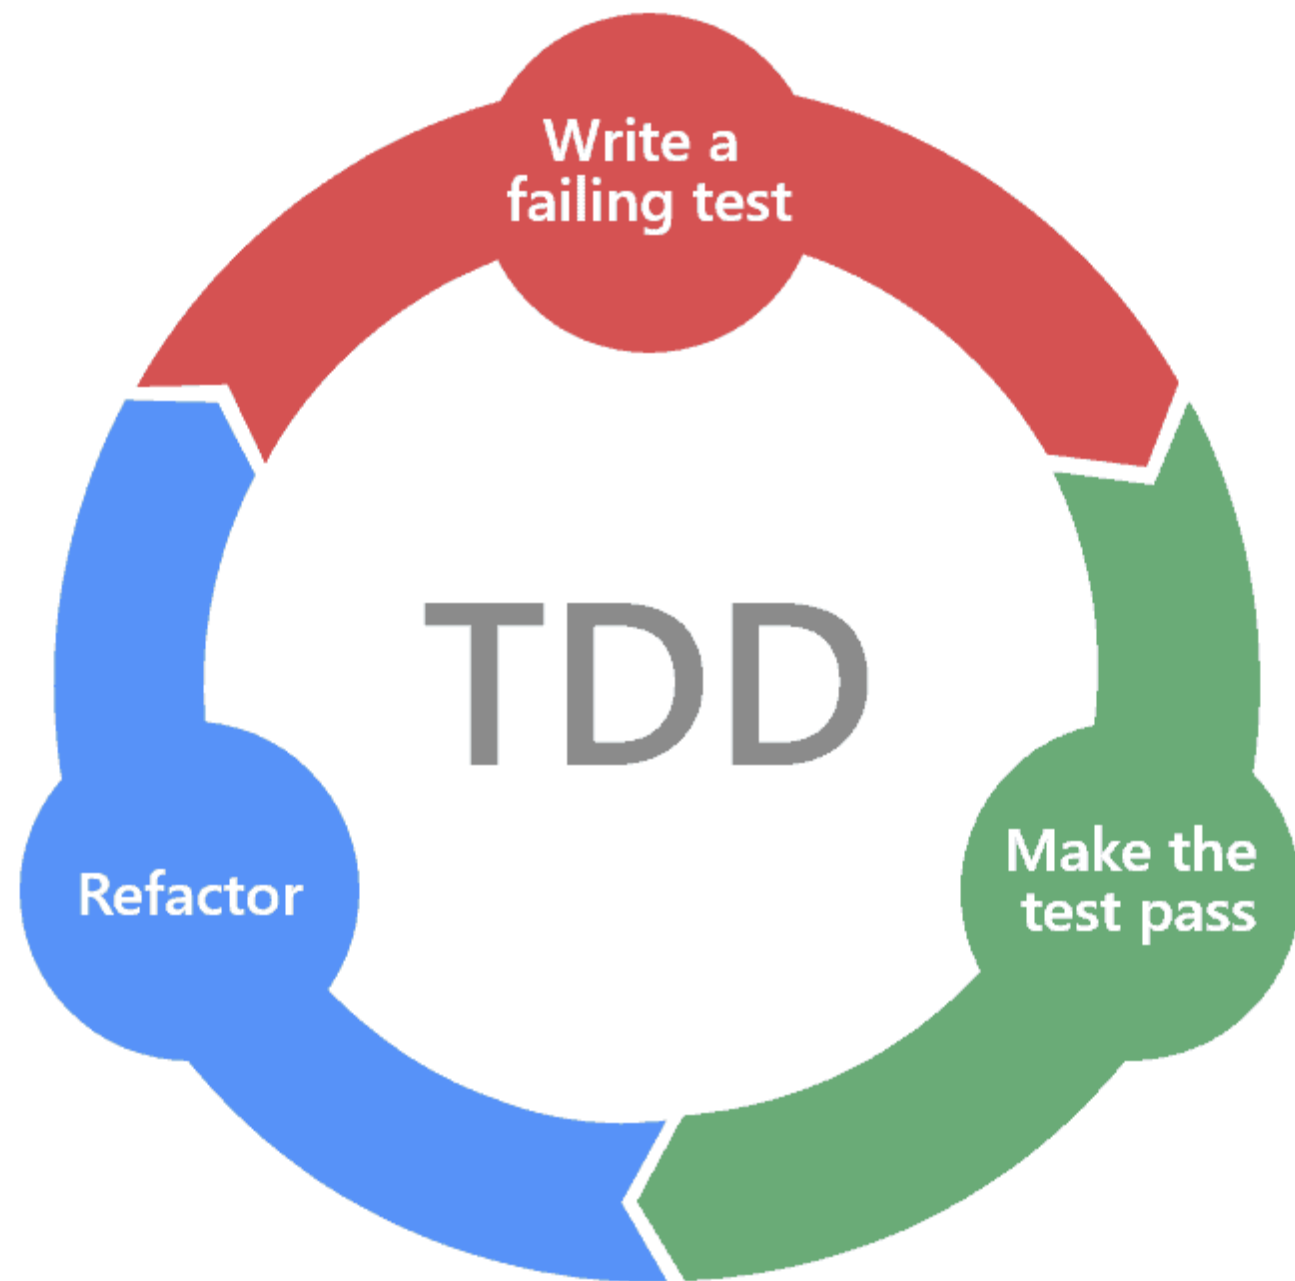 Write a
failing test
TDD
Make the
test pass
Refactor